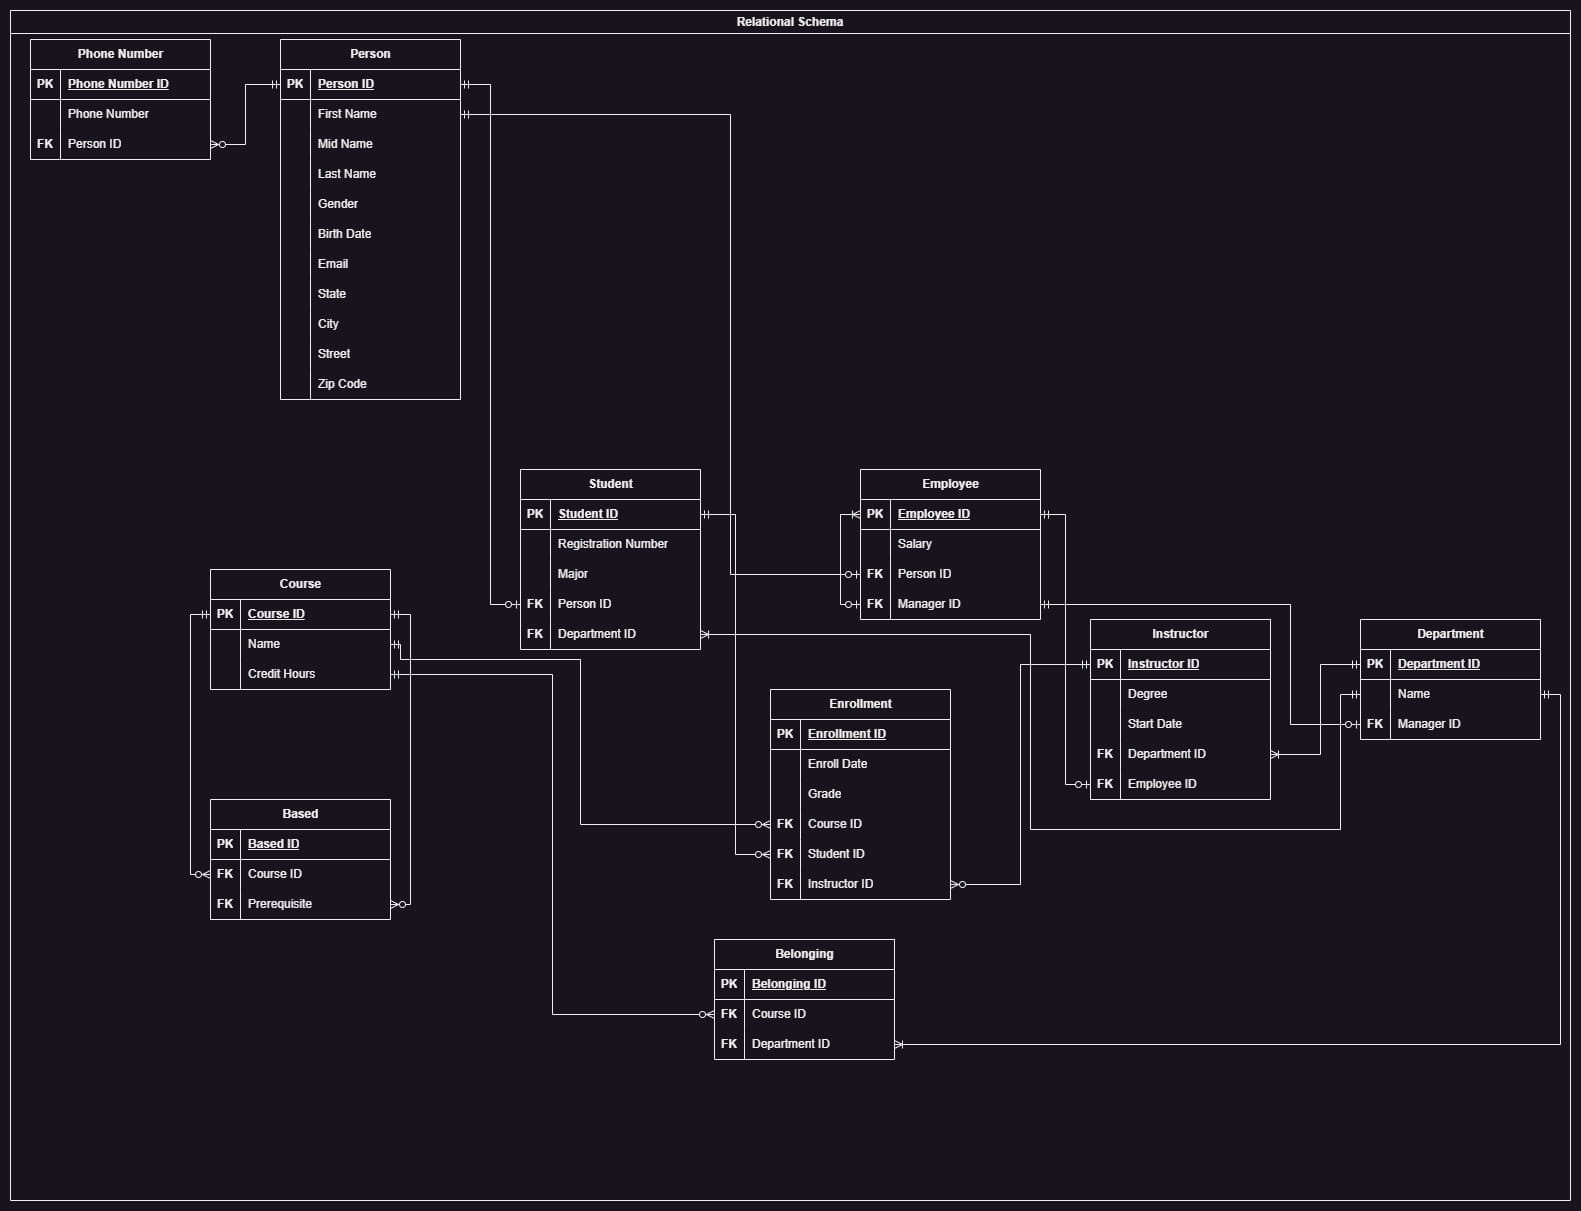 Relational Schema
Phone Number
PK Phone Number ID
Phone Number
FK Person ID
Person
PK Person ID
First Name
Mid Name
Last Name
Gender
Birth Date
Email
State
City
Street
Zip Code
Student
PK Student ID
Registration Number
Major
FK Person ID
FK Department ID
Employee
PK Employee ID
Salary
FK Person ID
FK Manager ID
Course
PK Course ID
Name
Credit Hours
Instructor
PK Instructor ID
Degree
Start Date
FK Department ID
FK Employee ID
Department
PK Department ID
Name
FK Manager ID
Enrollment
PK Enrollment ID
Enroll Date
Grade
FK Course ID
FK Student ID
FK Instructor ID
Based
PK Based ID
FK Course ID
FK Prerequisite
Belonging
PK Belonging ID
FK Course ID
FK Department ID